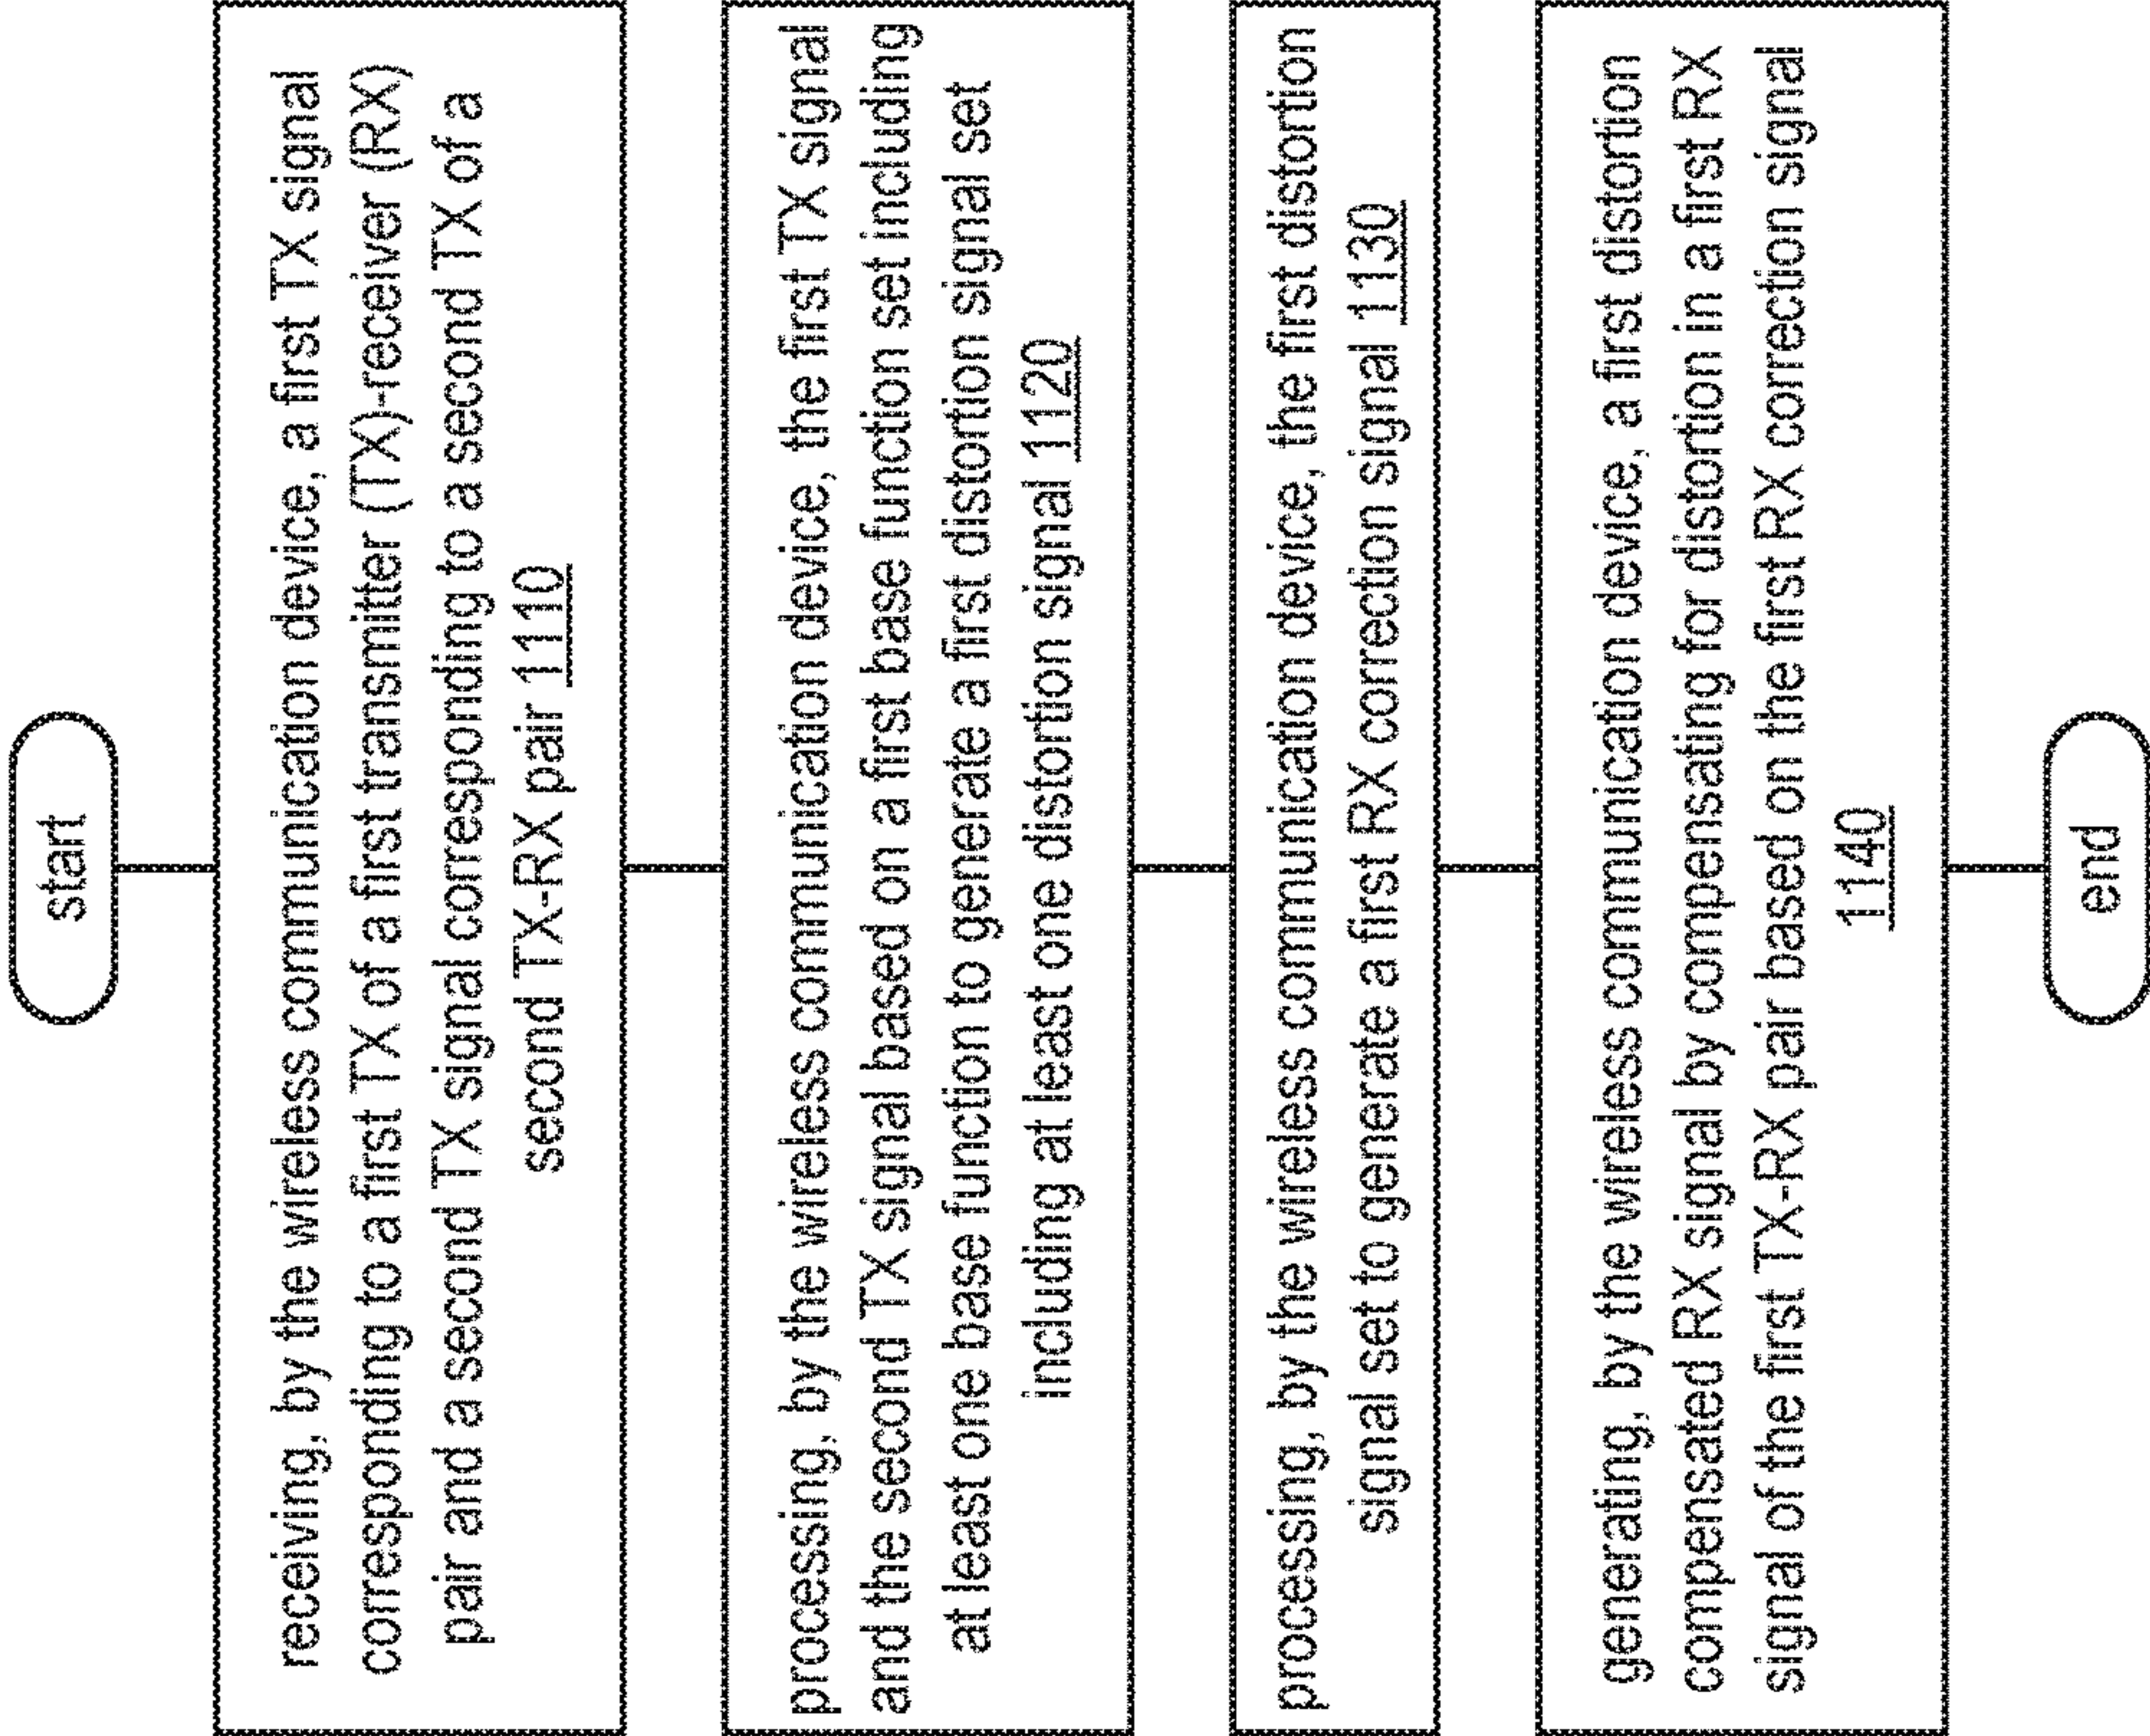 start
receiving, by the wireless communication device, a first TX signal
corresponding to a first TX of a first transmitter (TX)-receiver (RX)
pair and a second TX signal corresponding to a second TX of a
second TX-RX pair 1110
processing, by the wireless communication device, the first TX signal
and the second TX signal based on a first base function set including
at least one base function to generate a first distortion signal set
including at least one distortion signal 1120
processing, by the wireless communication device, the first distortion
signal set to generate a first RX correction signal 1130
generating, by the wireless communication device, a first distortion
compensated RX signal by compensating for distortion in a first RX
signal of the first TX-RX pair based on the first RX correction signal
1140
end